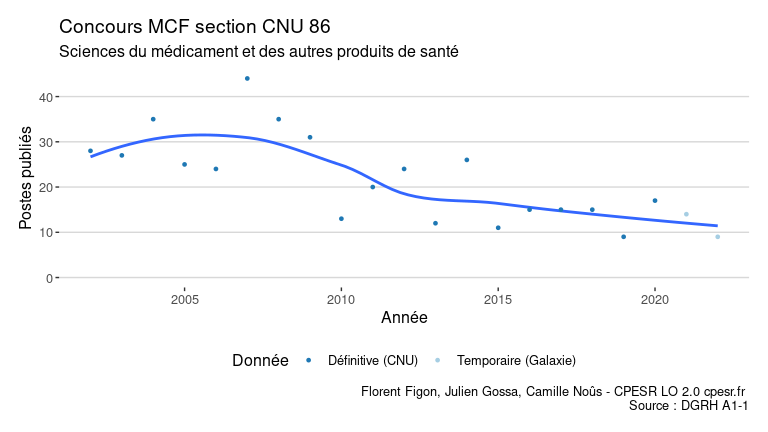 Concours MCF section CNU 86
Sciences du médicament et des autres produits de santé
Postes publiés
40
30
20
10
0
2005 2010 2015 2020
Année
Donnée Définitive (CNU) Temporaire (Galaxie)
Florent Figon, Julien Gossa, Camille Noûs - CPESR LO 2.0 cpesr.fr
Source : DGRH A1-1